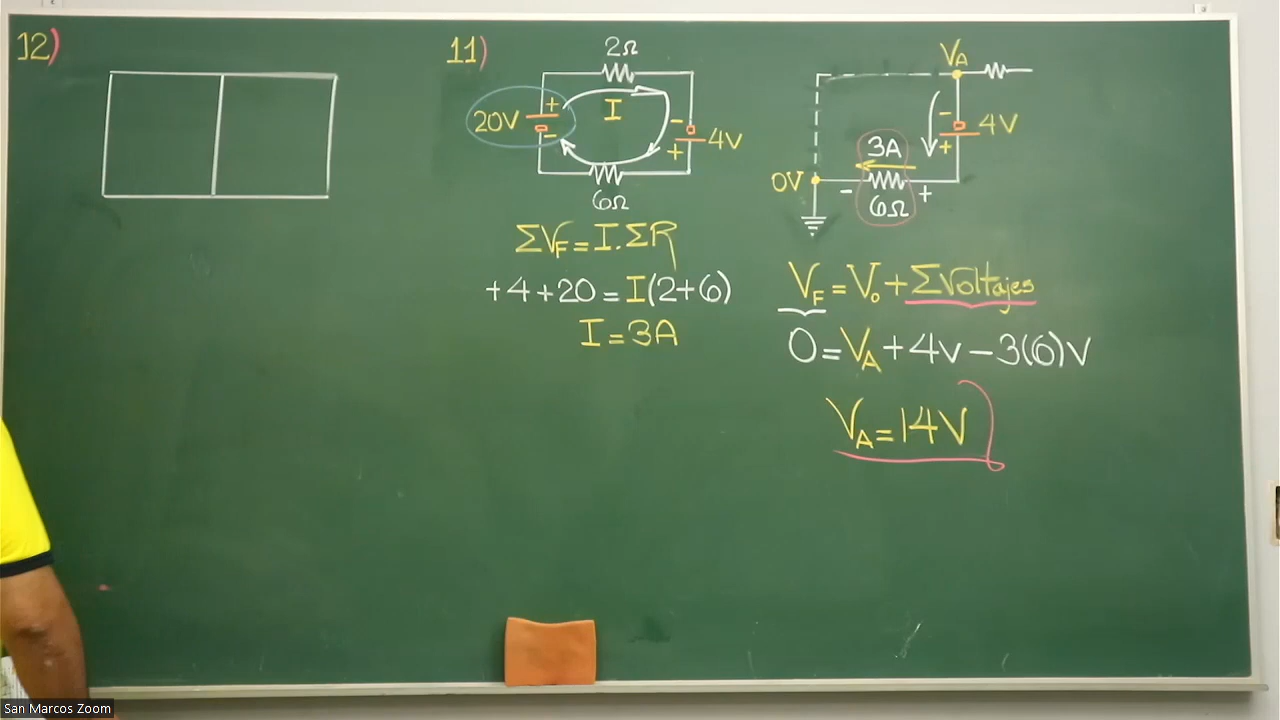 12)
11)
2Ω
20V
+
-
I
-
+
4V
6Ω
ΣV_F = I.ΣR
+4+20 = I(2+6)
I = 3A
V_A
-
4V
+
3A
0V
-
+
6Ω
V_F = V_o + ΣVoltajes
0 = V_A + 4v - 3(6)V
V_A = 14V
San Marcos Zoom